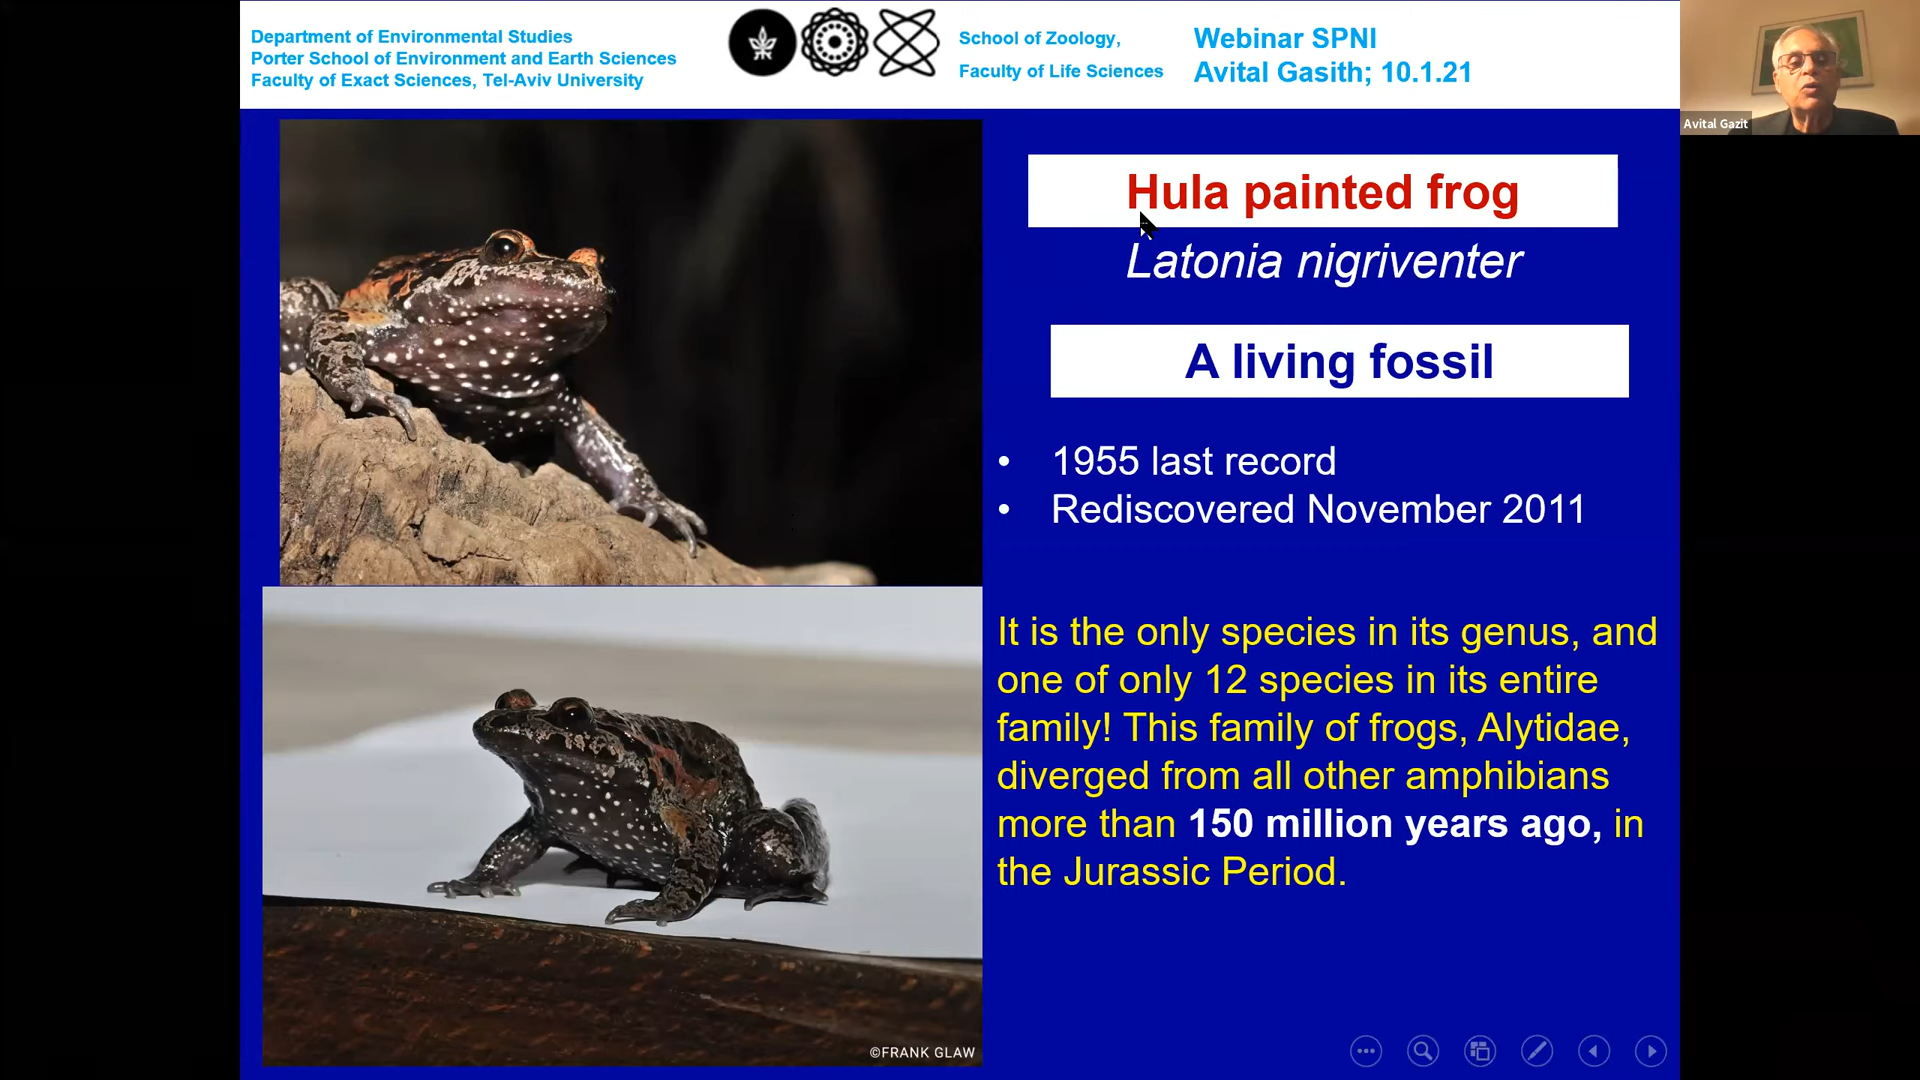 Department of Environmental Studies
Porter School of Environment and Earth Sciences
Faculty of Exact Sciences, Tel-Aviv University
School of Zoology,
Faculty of Life Sciences
Webinar SPNI
Avital Gasith; 10.1.21
Avital Gazit
Hula painted frog
Latonia nigriventer
A living fossil
• 1955 last record
• Rediscovered November 2011
It is the only species in its genus, and
one of only 12 species in its entire
family! This family of frogs, Alytidae,
diverged from all other amphibians
more than 150 million years ago, in
the Jurassic Period.
©FRANK GLAW